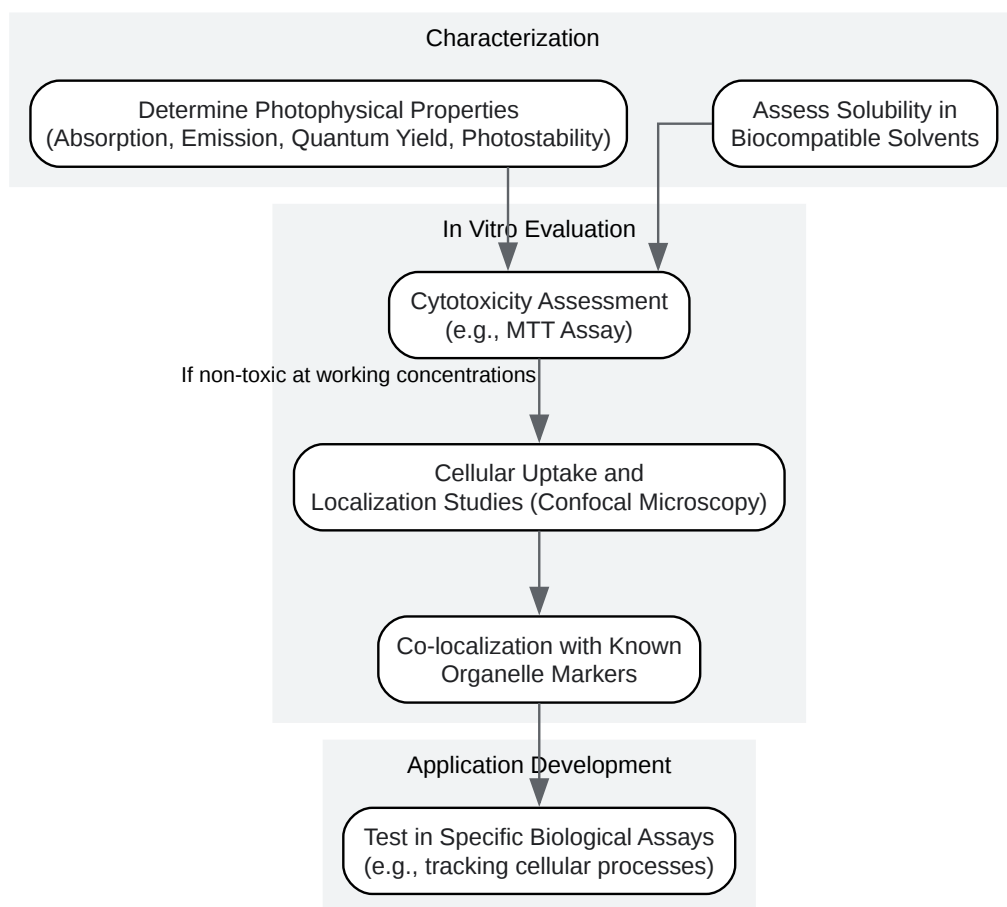 Characterization
Determine Photophysical Properties
(Absorption, Emission, Quantum Yield, Photostability)
Assess Solubility in
Biocompatible Solvents
In Vitro Evaluation
Cytotoxicity Assessment
(e.g., MTT Assay)
If non-toxic at working concentrations
Cellular Uptake and
Localization Studies (Confocal Microscopy)
Co-localization with Known
Organelle Markers
Application Development
Test in Specific Biological Assays
(e.g., tracking cellular processes)